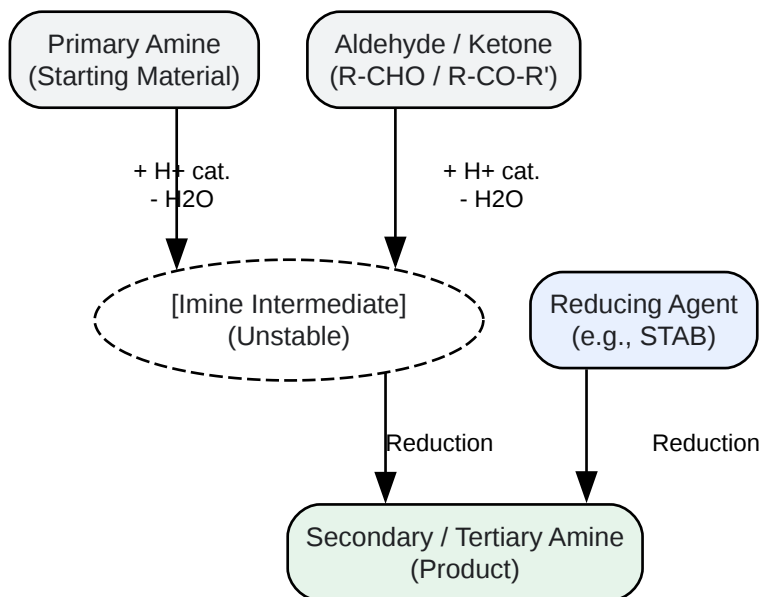 Primary Amine
(Starting Material)
Aldehyde / Ketone
(R-CHO / R-CO-R')
+ H+ cat.
- H2O
+ H+ cat.
- H2O
[Imine Intermediate]
(Unstable)
Reducing Agent
(e.g., STAB)
Reduction
Reduction
Secondary / Tertiary Amine
(Product)